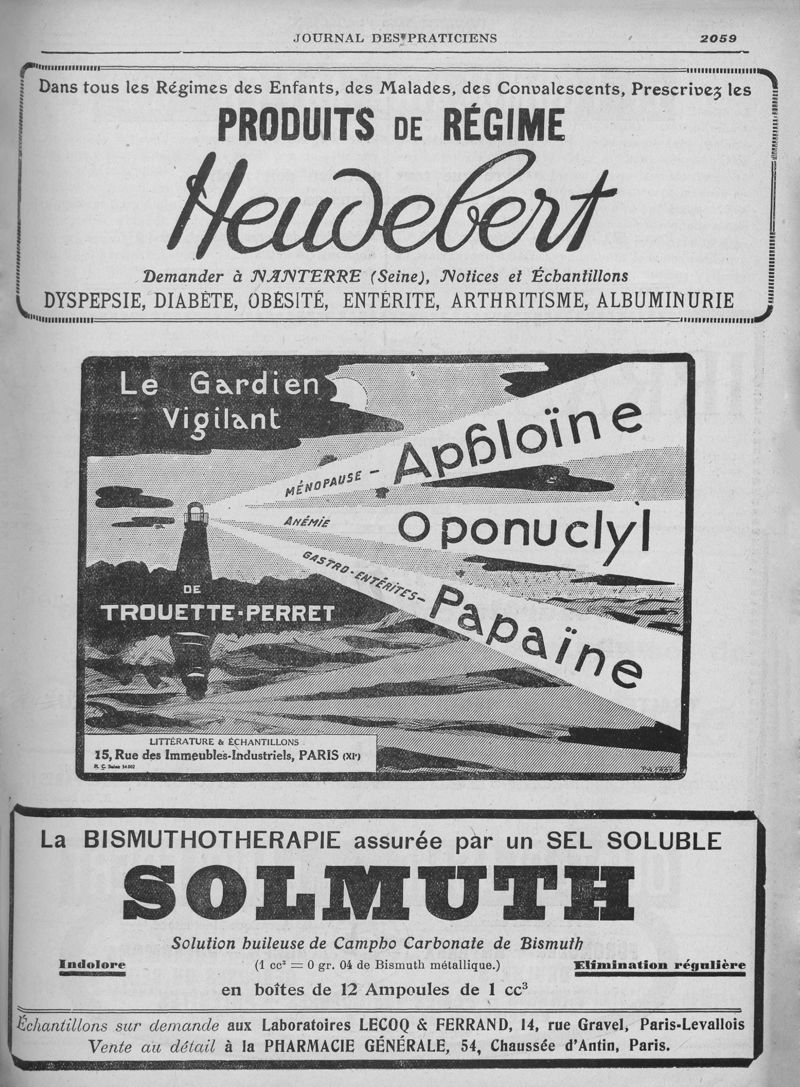 JOURNAL DES PRATICIENS 2059
Dans tous les Régimes des Enfants, des Malades, des Convalescents, Prescrivez les
PRODUITS DE RÉGIME
Heudebert
Demander à NANTERRE (Seine), Notices et Échantillons
DYSPEPSIE, DIABÈTE, OBÉSITÉ, ENTÉRITE, ARTHRITISME, ALBUMINURIE
Le Gardien
Vigilant
MÉNOPAUSE - Aphloïne
ANÉMIE Oponuclyl
GASTRO-ENTÉRITES - Papaïne
DE
TROUETTE-PERRET
LITTÉRATURE & ÉCHANTILLONS
15, Rue des Immeubles-Industriels, PARIS (XIe)
R. C. Seine 54.002
La BISMUTHOTHERAPIE assurée par un SEL SOLUBLE
SOLMUTH
Solution huileuse de Campho Carbonate de Bismuth
Indolore (1 cc³ = 0 gr. 04 de Bismuth métallique.) Elimination régulière
en boîtes de 12 Ampoules de 1 cc³
Échantillons sur demande aux Laboratoires LECOQ & FERRAND, 14, rue Gravel, Paris-Levallois
Vente au détail à la PHARMACIE GÉNÉRALE, 54, Chaussée d'Antin, Paris.